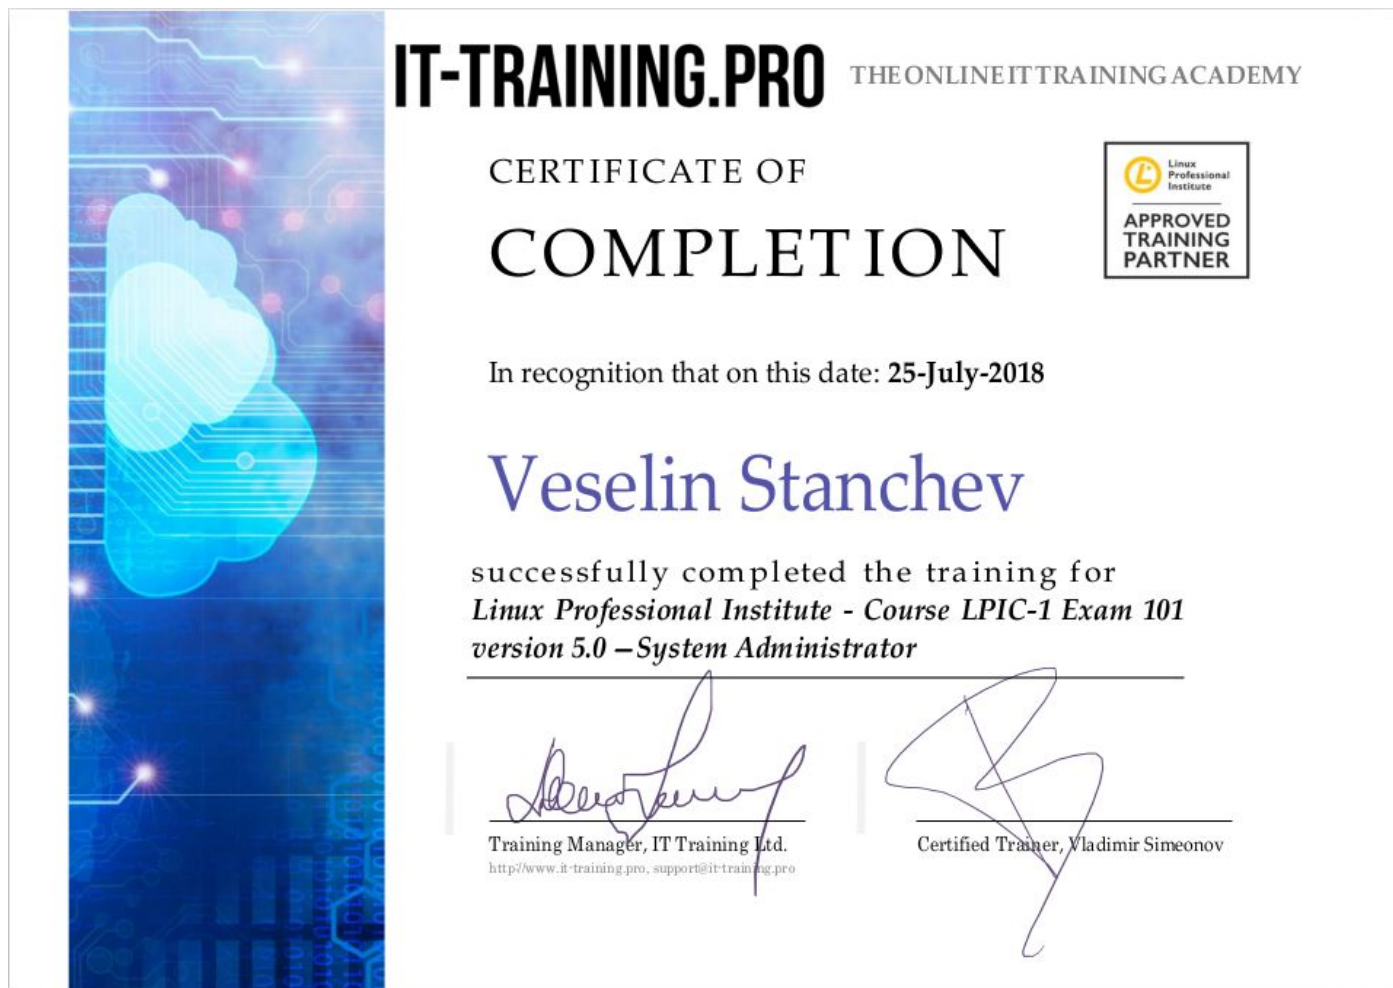 IT-TRAINING.PRO
THE ONLINE IT TRAINING ACADEMY
CERTIFICATE OF
COMPLETION
Linux
Professional
Institute
APPROVED
TRAINING
PARTNER
In recognition that on this date: 25-July-2018
Veselin Stanchev
successfully completed the training for
Linux Professional Institute - Course LPIC-1 Exam 101
version 5.0 – System Administrator
Training Manager, IT Training Ltd.
http://www.it-training.pro, support@it-training.pro
Certified Trainer, Vladimir Simeonov